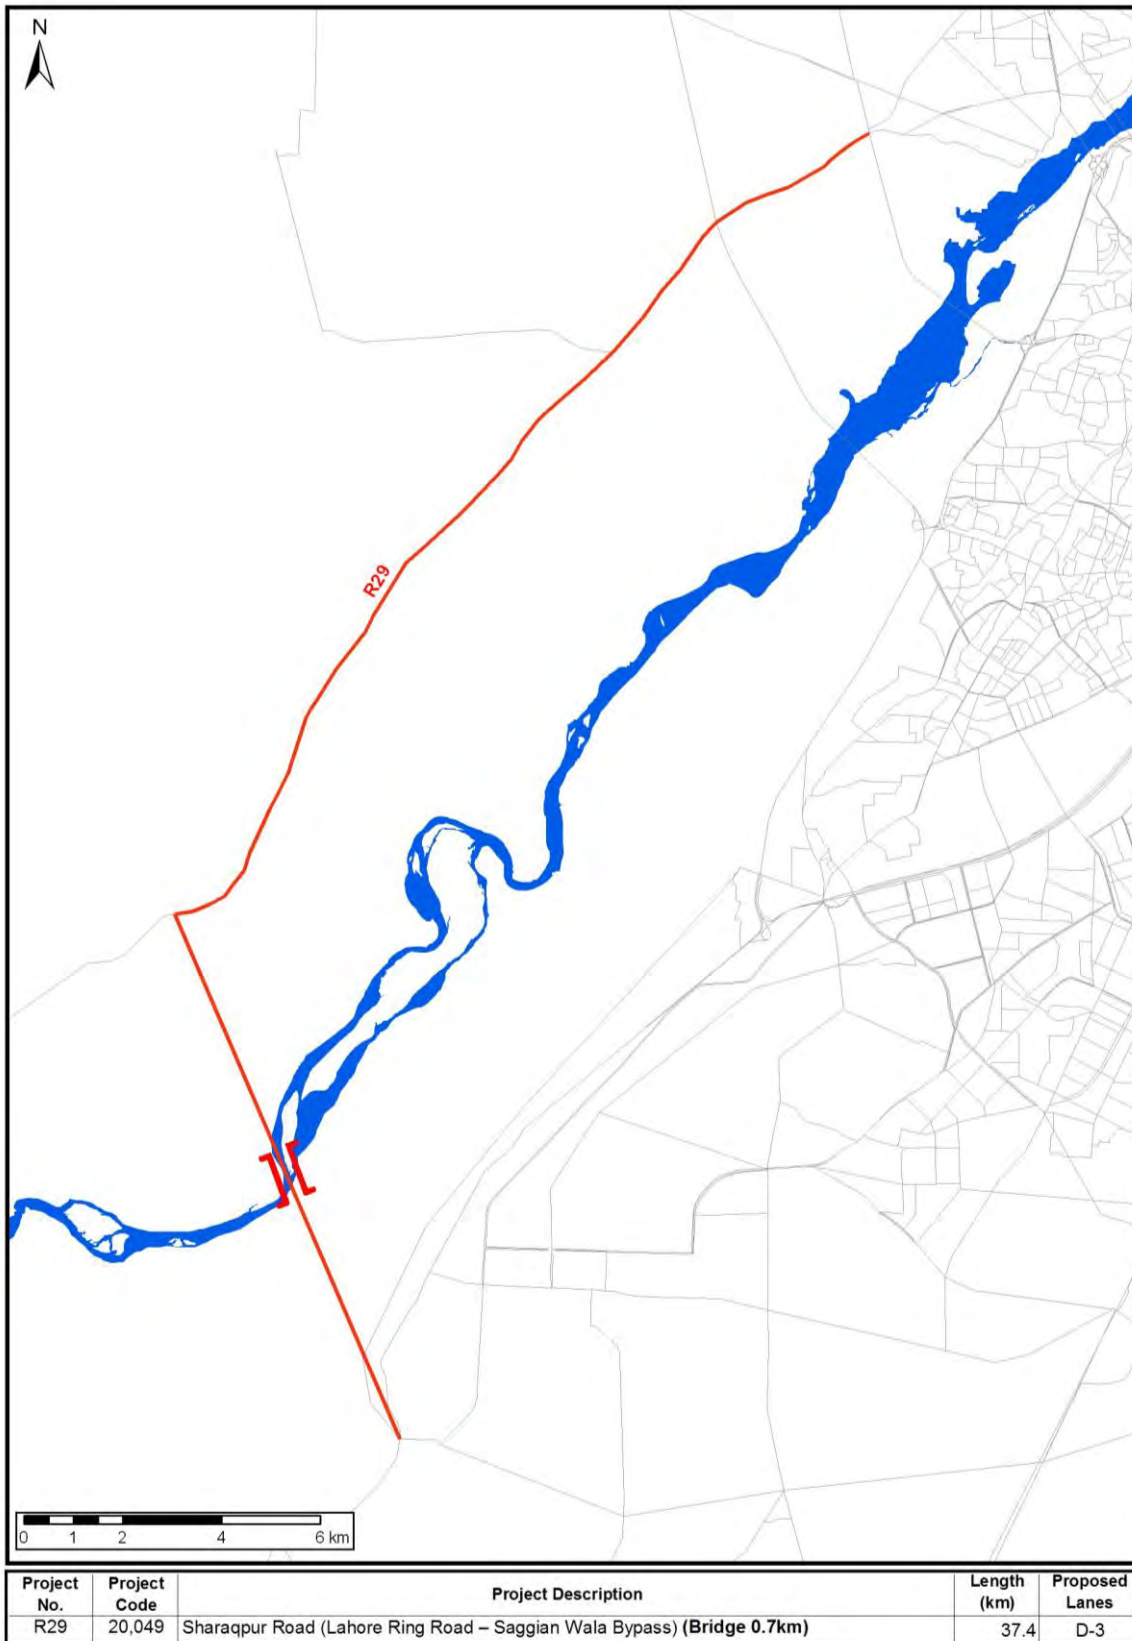 N
R29
0 1 2 4 6 km
Project No. Project Code Project Description Length (km) Proposed Lanes
R29 20,049 Sharaqpur Road (Lahore Ring Road – Saggian Wala Bypass) (Bridge 0.7km) 37.4 D-3